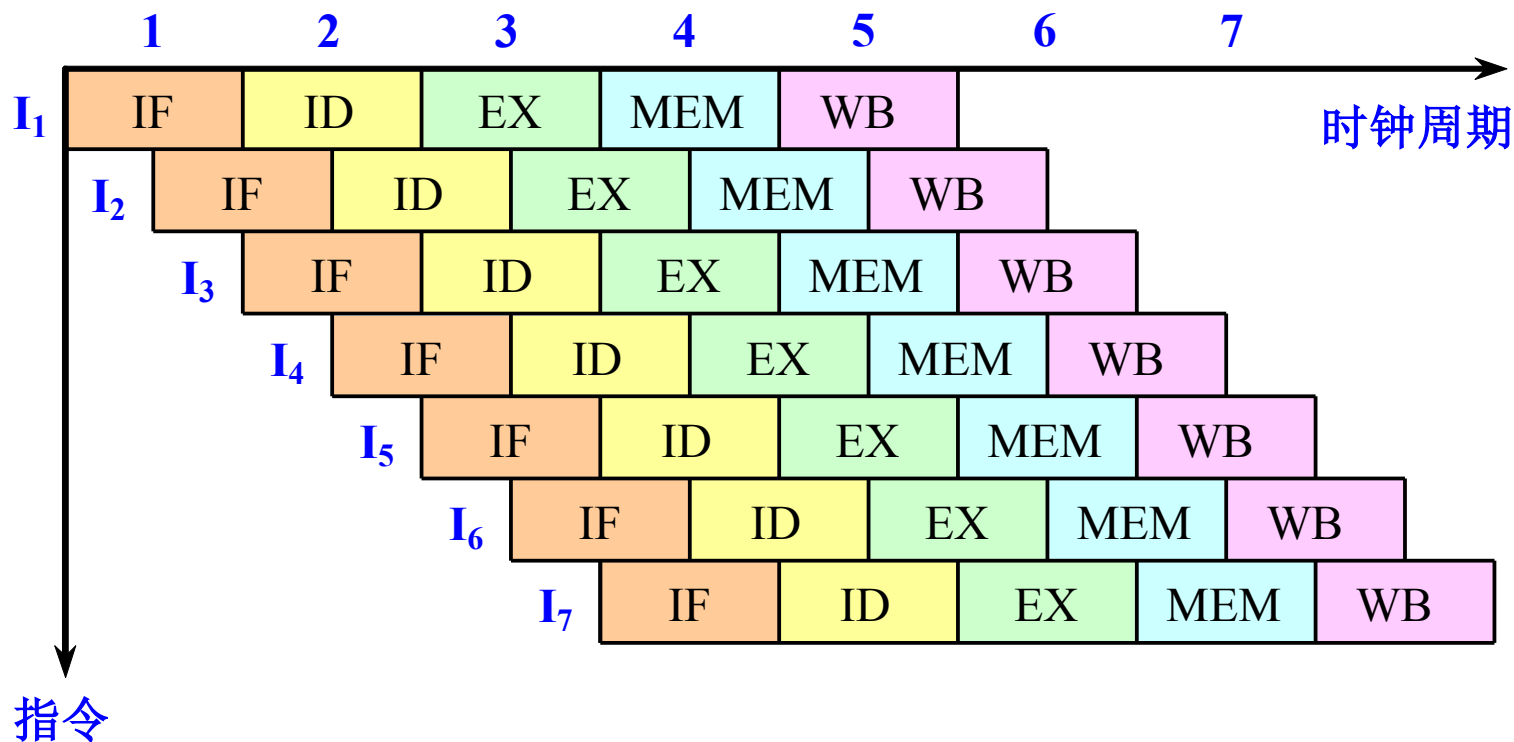 1 2 3 4 5 6 7
I1 IF ID EX MEM WB
时钟周期
I2 IF ID EX MEM WB
I3 IF ID EX MEM WB
I4 IF ID EX MEM WB
I5 IF ID EX MEM WB
I6 IF ID EX MEM WB
I7 IF ID EX MEM WB
指令